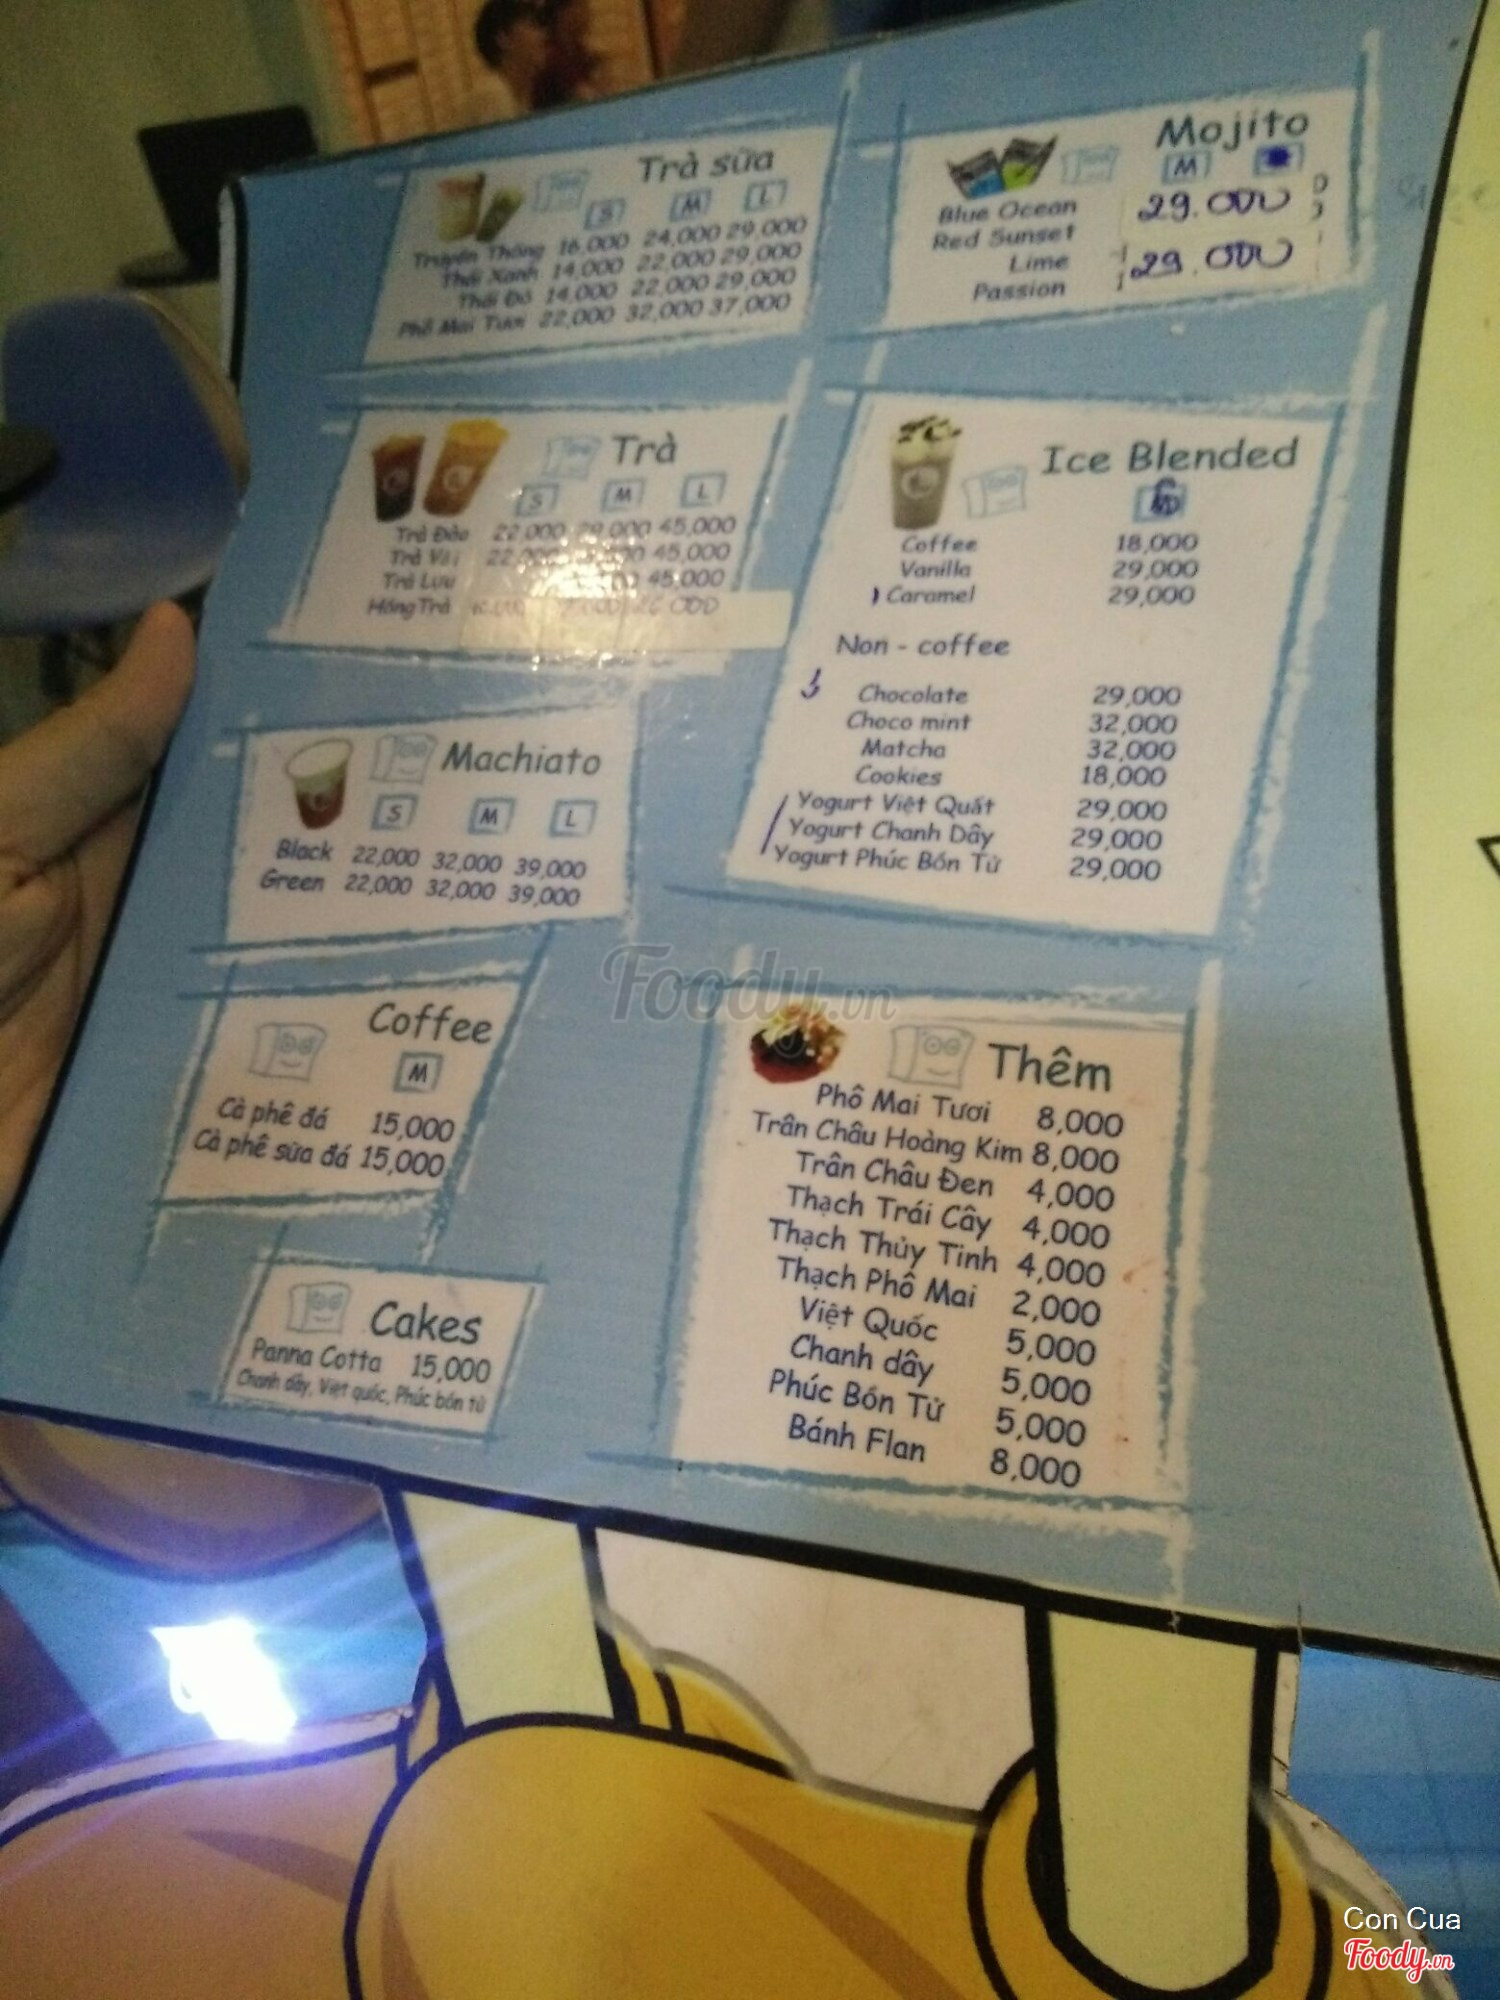 Trà sữa
S M L
Truyền Thống 16,000 24,000 29,000
Thái Xanh 14,000 22,000 29,000
Thái Đỏ 14,000 22,000 29,000
Phô Mai Tươi 22,000 32,000 37,000
Mojito
M
Blue Ocean 29.000
Red Sunset
Lime 29.000
Passion
Trà
S M L
Trà Đào 22,000 29,000 45,000
Trà Vải 22,000 45,000
Trà Lựu 45,000
Hồng Trà
Ice Blended
Coffee 18,000
Vanilla 29,000
Caramel 29,000
Non - coffee
Chocolate 29,000
Choco mint 32,000
Matcha 32,000
Cookies 18,000
Yogurt Việt Quất 29,000
Yogurt Chanh Dây 29,000
Yogurt Phúc Bồn Tử 29,000
Machiato
S M L
Black 22,000 32,000 39,000
Green 22,000 32,000 39,000
Coffee
M
Cà phê đá 15,000
Cà phê sữa đá 15,000
Cakes
Panna Cotta 15,000
Chanh dây, Việt quốc, Phúc bồn tử
Thêm
Phô Mai Tươi 8,000
Trân Châu Hoàng Kim 8,000
Trân Châu Đen 4,000
Thạch Trái Cây 4,000
Thạch Thủy Tinh 4,000
Thạch Phô Mai 2,000
Việt Quốc 5,000
Chanh dây 5,000
Phúc Bồn Tử 5,000
Bánh Flan 8,000
Foody.vn
Con Cua
Foody.vn